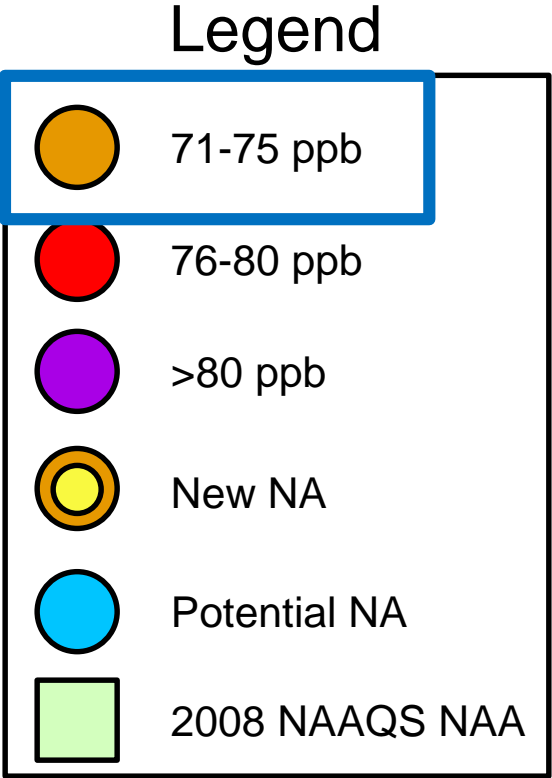 Legend
71-75 ppb
76-80 ppb
>80 ppb
New NA
Potential NA
2008 NAAQS NAA